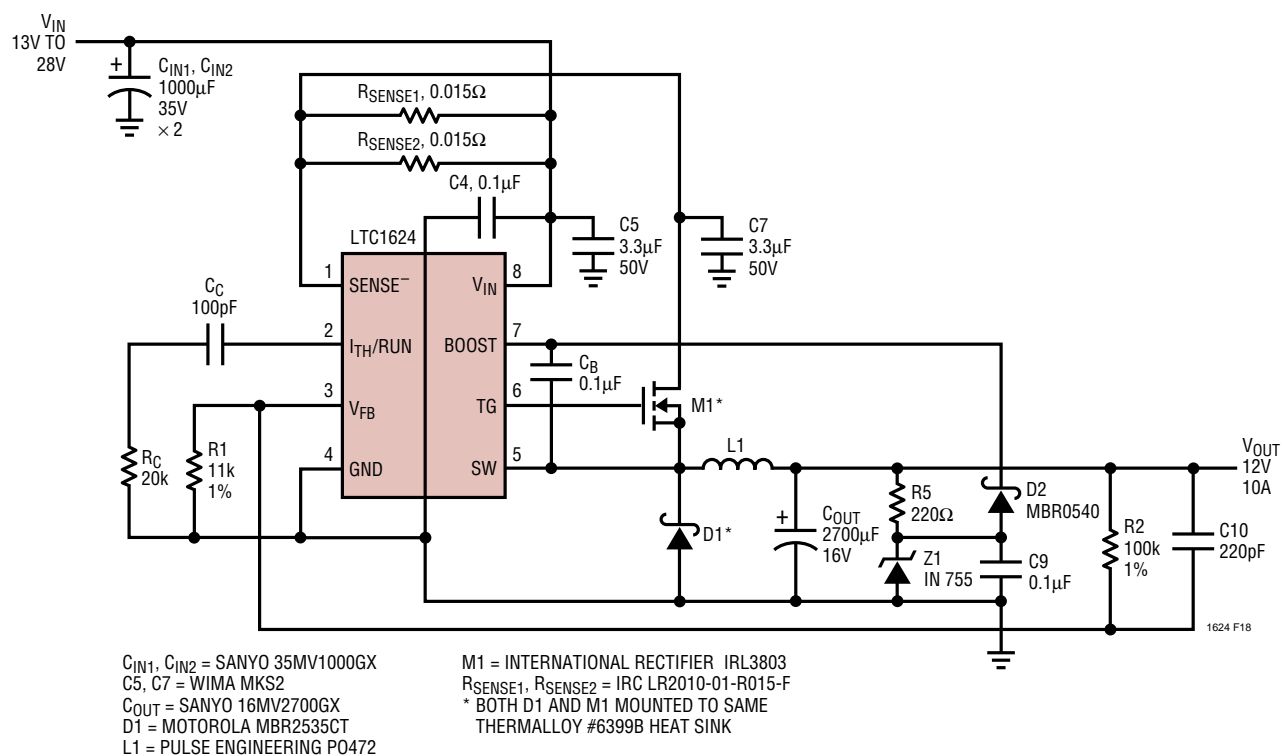 V_IN
13V TO
28V
+
C_IN1, C_IN2
1000µF
35V
× 2
R_SENSE1, 0.015Ω
R_SENSE2, 0.015Ω
C4, 0.1µF
C5
3.3µF
50V
C7
3.3µF
50V
LTC1624
1
SENSE⁻
V_IN
8
C_C
100pF
2
I_TH/RUN
BOOST
7
C_B
0.1µF
3
V_FB
TG
6
M1*
4
GND
SW
5
R_C
20k
R1
11k
1%
L1
V_OUT
12V
10A
D1*
+
C_OUT
2700µF
16V
R5
220Ω
D2
MBR0540
Z1
IN 755
C9
0.1µF
R2
100k
1%
C10
220pF
1624 F18
C_IN1, C_IN2 = SANYO 35MV1000GX
C5, C7 = WIMA MKS2
C_OUT = SANYO 16MV2700GX
D1 = MOTOROLA MBR2535CT
L1 = PULSE ENGINEERING PO472
M1 = INTERNATIONAL RECTIFIER IRL3803
R_SENSE1, R_SENSE2 = IRC LR2010-01-R015-F
* BOTH D1 AND M1 MOUNTED TO SAME
THERMALLOY #6399B HEAT SINK